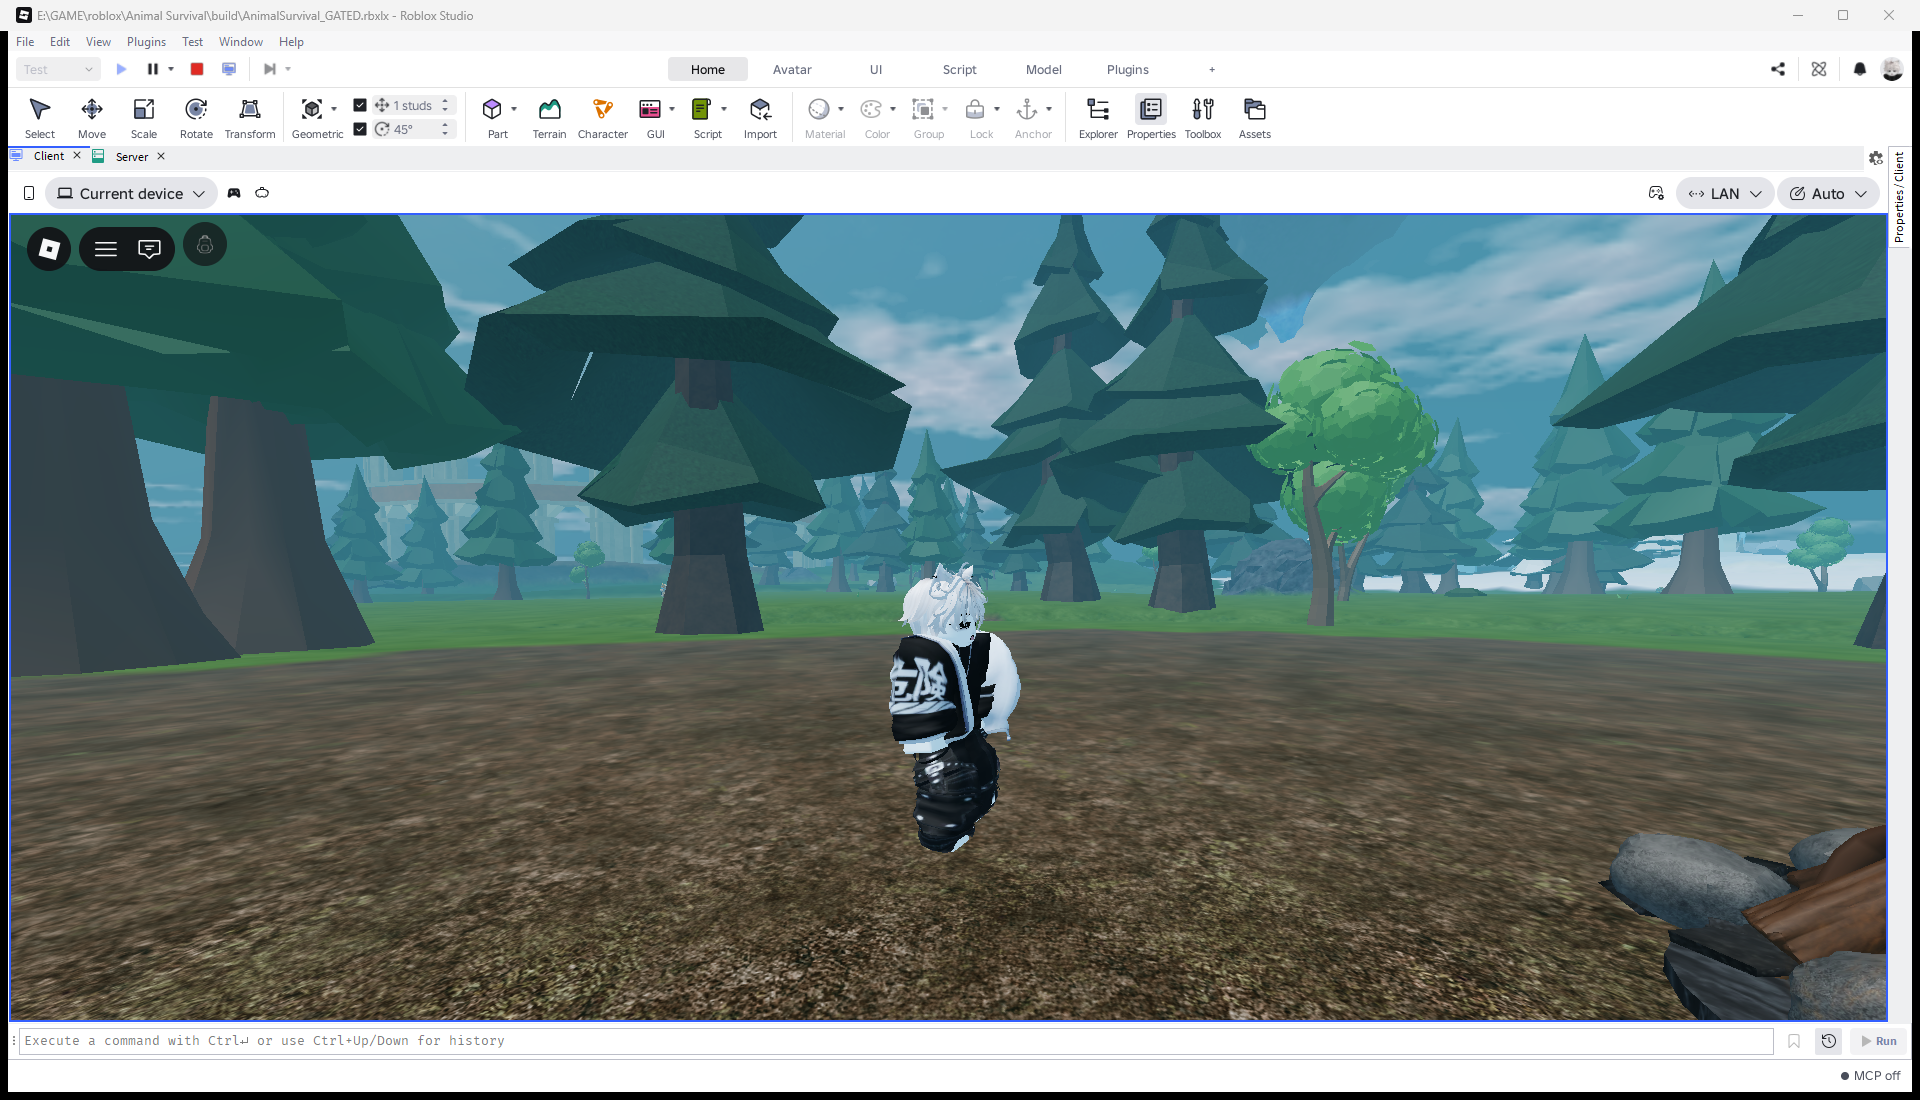 E:\GAME\roblox\Animal Survival\build\AnimalSurvival_GATED.rbxlx - Roblox Studio
File Edit View Plugins Test Window Help
Test
Home Avatar UI Script Model Plugins +
1 studs
45°
Select Move Scale Rotate Transform Geometric Part Terrain Character GUI Script Import Material Color Group Lock Anchor Explorer Properties Toolbox Assets
Client Server
Current device
LAN Auto
Properties / Client
危険
Execute a command with Ctrl↵ or use Ctrl+Up/Down for history
Run
MCP off